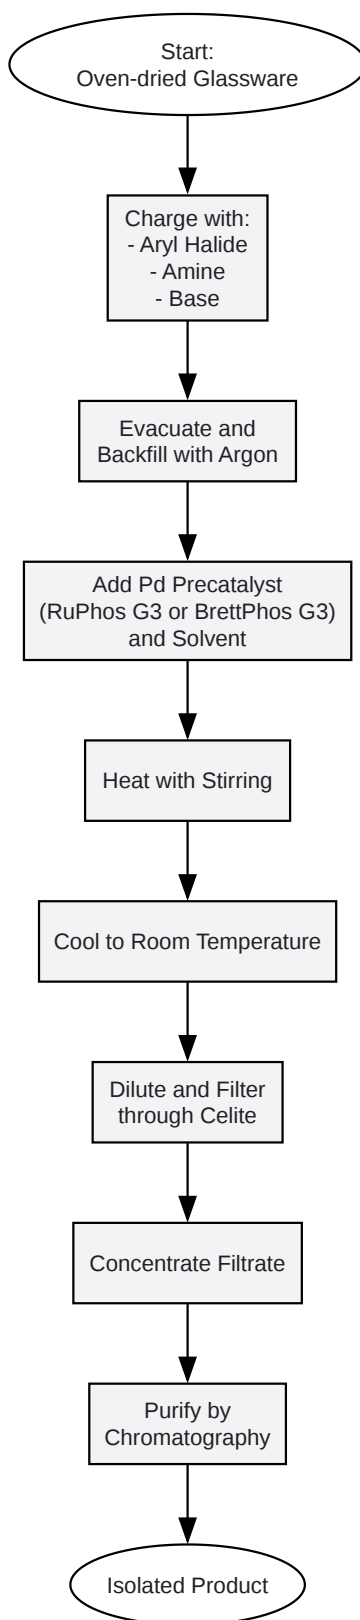 Start:
Oven-dried Glassware
Charge with:
- Aryl Halide
- Amine
- Base
Evacuate and
Backfill with Argon
Add Pd Precatalyst
(RuPhos G3 or BrettPhos G3)
and Solvent
Heat with Stirring
Cool to Room Temperature
Dilute and Filter
through Celite
Concentrate Filtrate
Purify by
Chromatography
Isolated Product